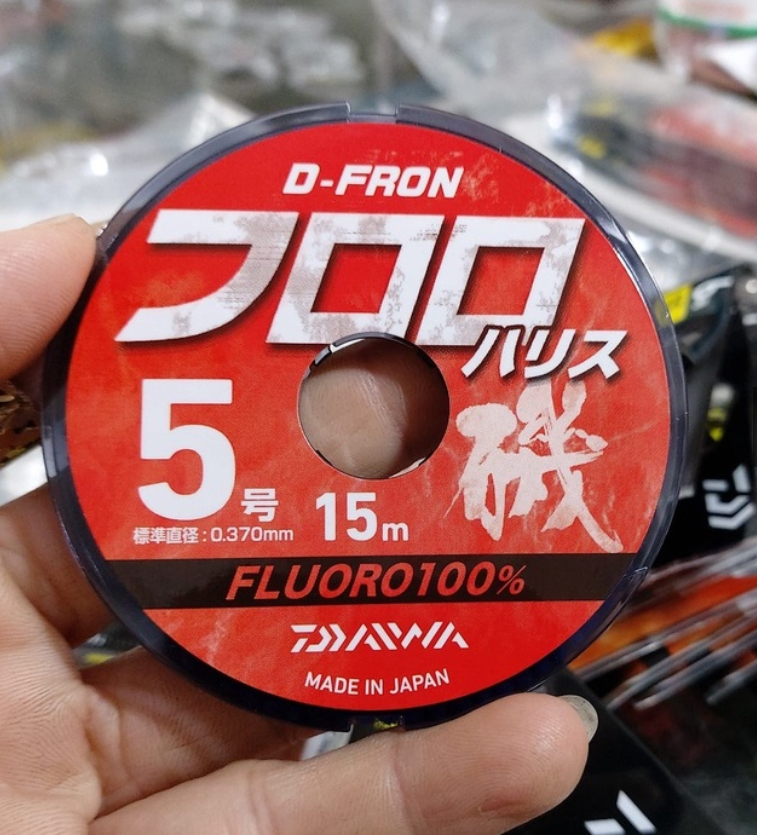 D-FRON
フロロ
ハリス
磯
5号
標準直径:0.370mm
15m
FLUORO100%
DAIWA
MADE IN JAPAN